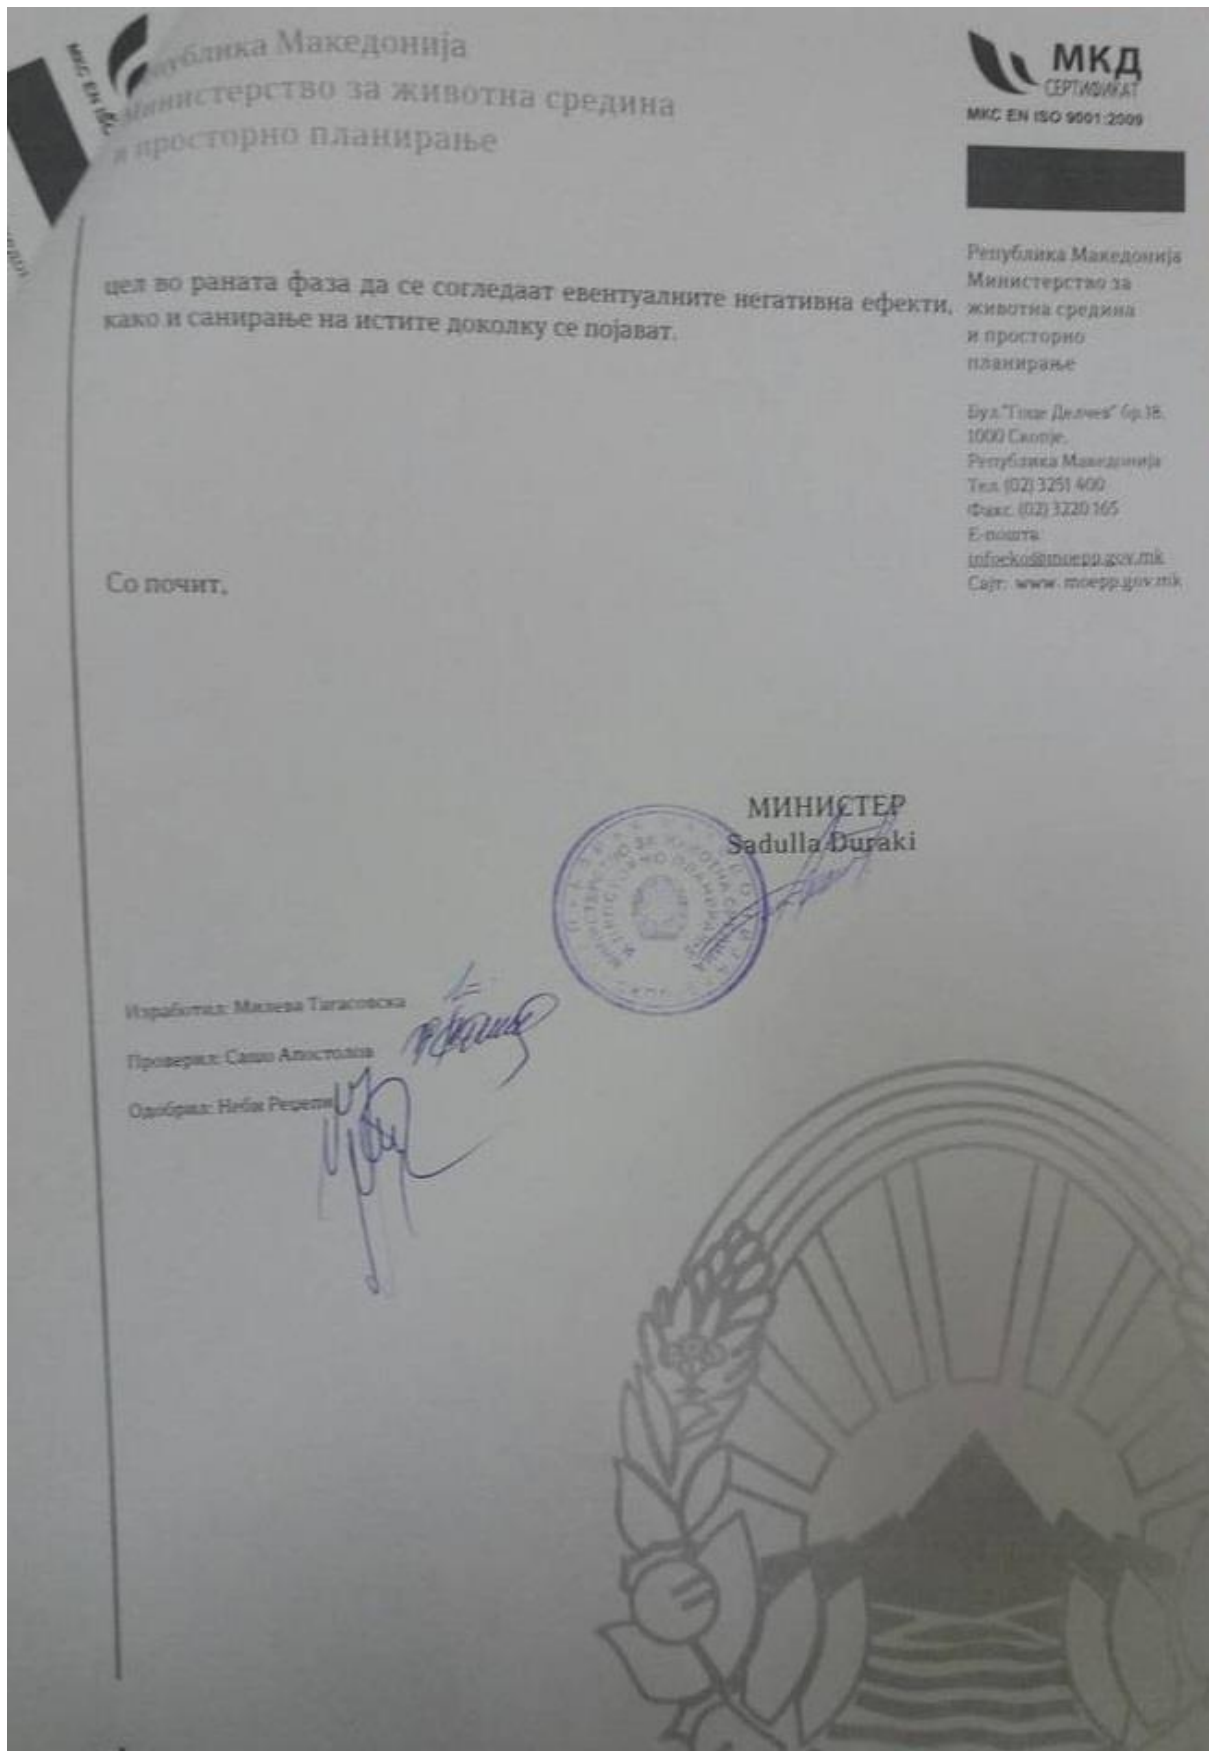 Република Македонија
Министерство за животна средина
и просторно планирање
МКС EN ISO
МКД
СЕРТИФИКАТ
МКС EN ISO 9001:2009
цел во раната фаза да се согледаат евентуалните негативна ефекти,
како и санирање на истите доколку се појават.
Република Македонија
Министерство за
животна средина
и просторно
планирање
Бул."Гоце Делчев" бр.18,
1000 Скопје,
Република Македонија
Тел. (02) 3251 400
Факс. (02) 3220 165
Е-пошта:
infoeko@moepp.gov.mk
Сајт: www.moepp.gov.mk
Со почит,
МИНИСТЕР
Sadulla Duraki
Изработил: Милева Тагасовска
Проверил: Сашо Апостолов
Одобрил: Неби Реџепи